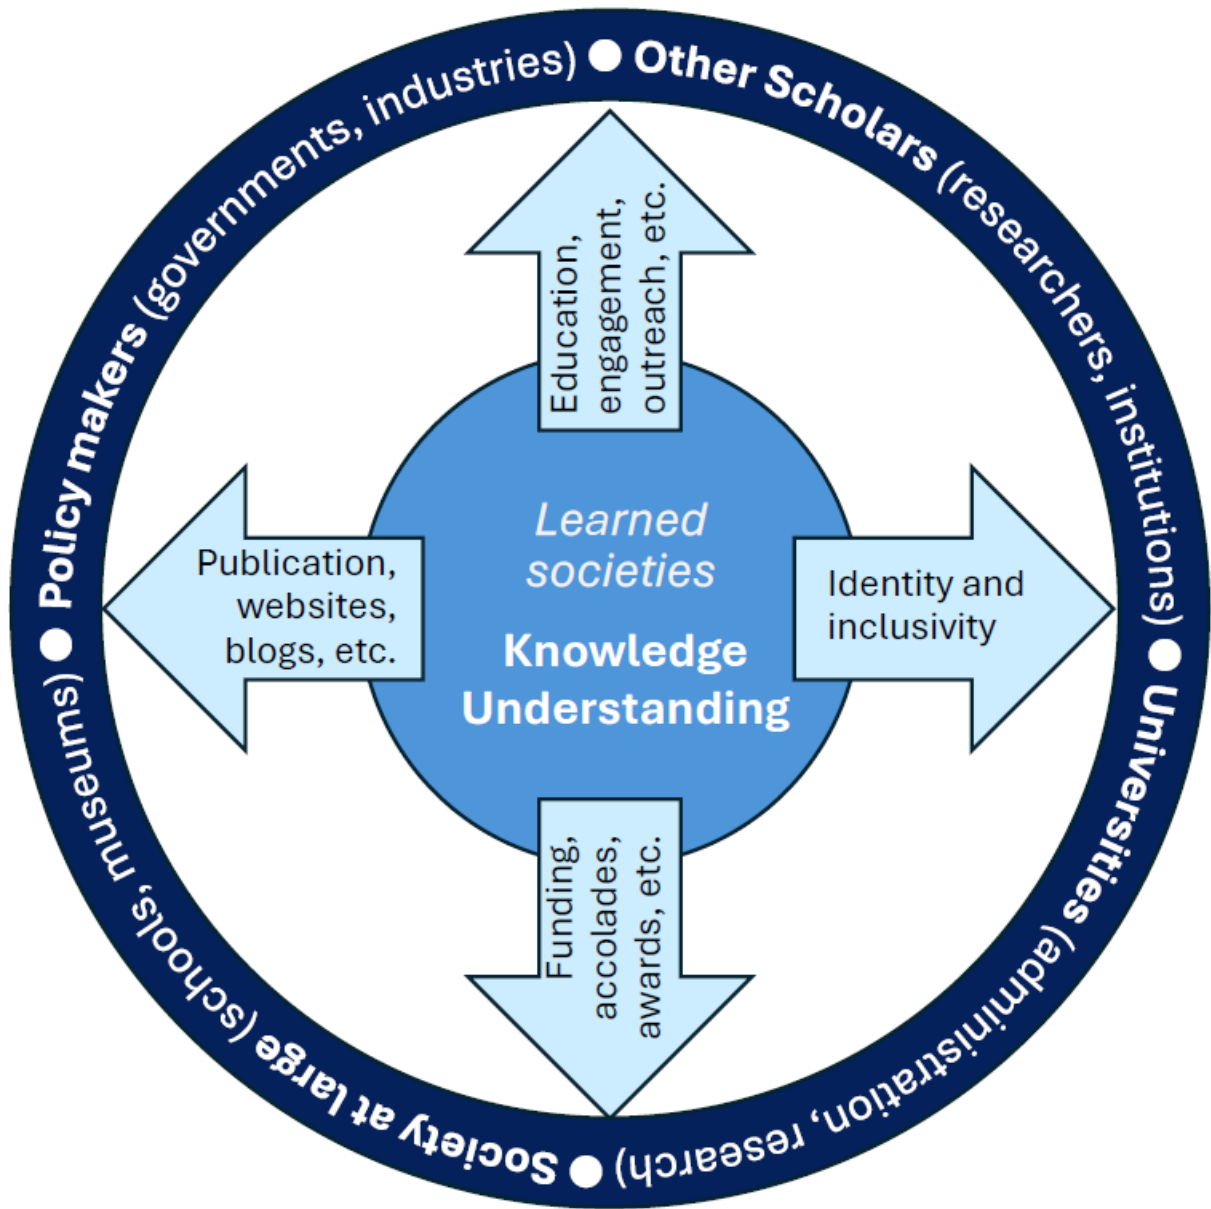 Other Scholars (researchers, institutions)
Universities (administration, research)
Society at large (schools, museums)
Policy makers (governments, industries)
Education,
engagement,
outreach, etc.
Publication,
websites,
blogs, etc.
Learned
societies
Knowledge
Understanding
Identity and
inclusivity
Funding,
accolades,
awards, etc.